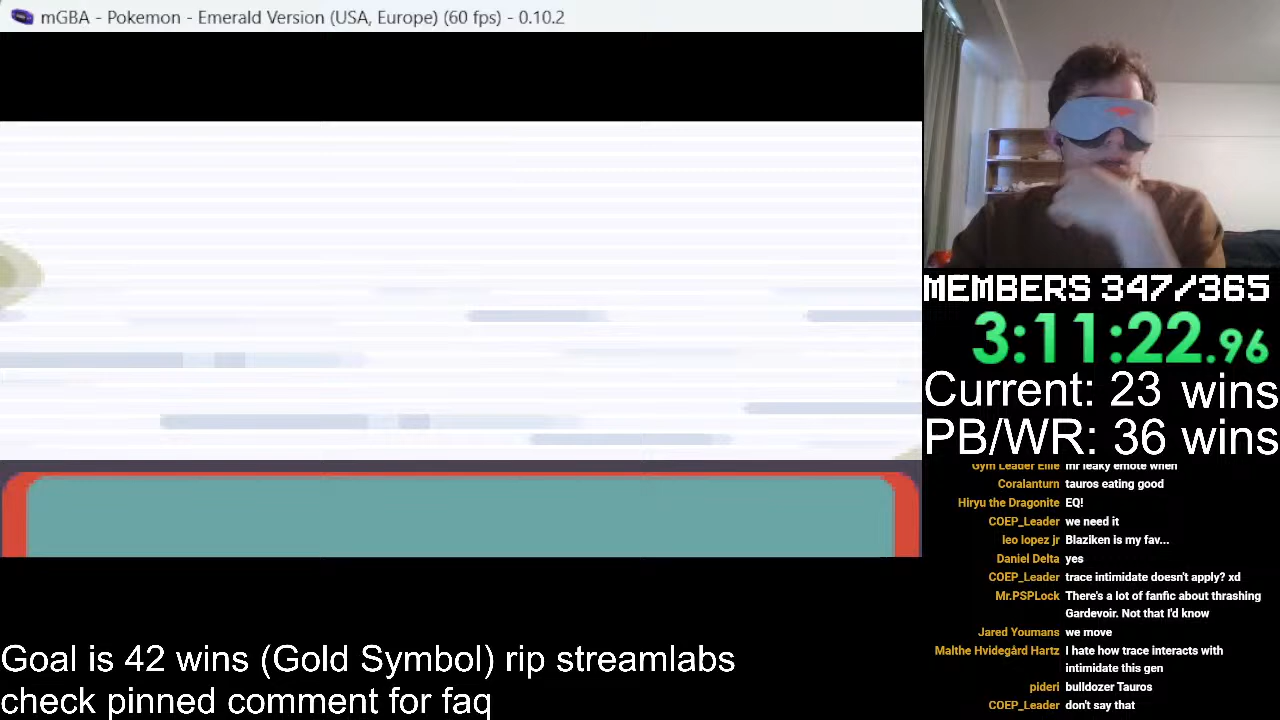 mGBA - Pokemon - Emerald Version (USA, Europe) (60 fps) - 0.10.2
MEMBERS 347/365
3:11:22.96
Current: 23 wins
PB/WR: 36 wins
Gym Leader Ellie mr leaky emote when
Coralanturn tauros eating good
Hiryu the Dragonite EQ!
COEP_Leader we need it
leo lopez jr Blaziken is my fav...
Daniel Delta yes
COEP_Leader trace intimidate doesn't apply? xd
Mr.PSPLock There's a lot of fanfic about thrashing
Gardevoir. Not that I'd know
Jared Youmans we move
Malthe Hvidegård Hartz I hate how trace interacts with
intimidate this gen
pideri bulldozer Tauros
COEP_Leader don't say that
Goal is 42 wins (Gold Symbol) rip streamlabs
check pinned comment for faq